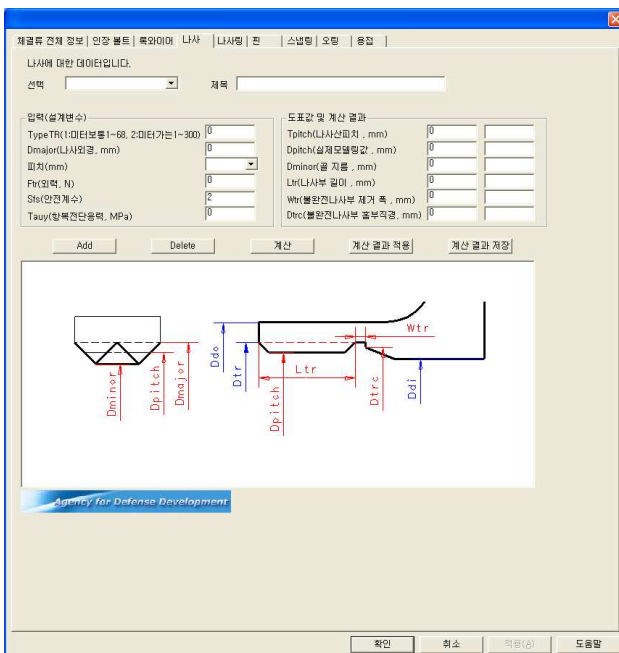 체결류 전체 정보 인장 볼트 록와이어 나사 나사링 핀 스냅링 오링 용접
나사에 대한 데이터입니다.
선택 제목
입력(설계변수)
TypeTR(1:미터보통1~68, 2:미터가는1~300) 0
Dmajor(나사외경, mm) 0
피치(mm)
Ftr(외력, N) 0
Sfs(안전계수) 2
Tauy(항복전단응력, MPa) 0
도표값 및 계산 결과
Tpitch(나사산피치 , mm) 0
Dpitch(실제모델링값 , mm) 0
Dminor(골 지름 , mm) 0
Ltr(나사부 길이 , mm) 0
Wtr(불완전나사부 제거 폭 , mm) 0
Dtrc(불완전나사부 홈부직경, mm) 0
Add Delete 계산 계산 결과 적용 계산 결과 저장
Dminor
Dpitch
Dmajor
Ddo
Dtr
Ltr
Dpitch
Wtr
Dtrc
Ddi
Agency for Defense Development
확인 취소 적용(A) 도움말